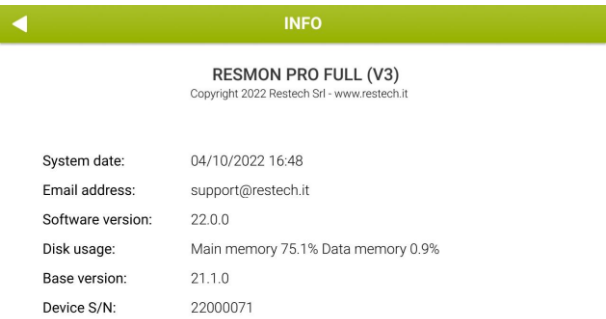 INFO
RESMON PRO FULL (V3)
Copyright 2022 Restech Srl - www.restech.it
System date: 04/10/2022 16:48
Email address: support@restech.it
Software version: 22.0.0
Disk usage: Main memory 75.1% Data memory 0.9%
Base version: 21.1.0
Device S/N: 22000071